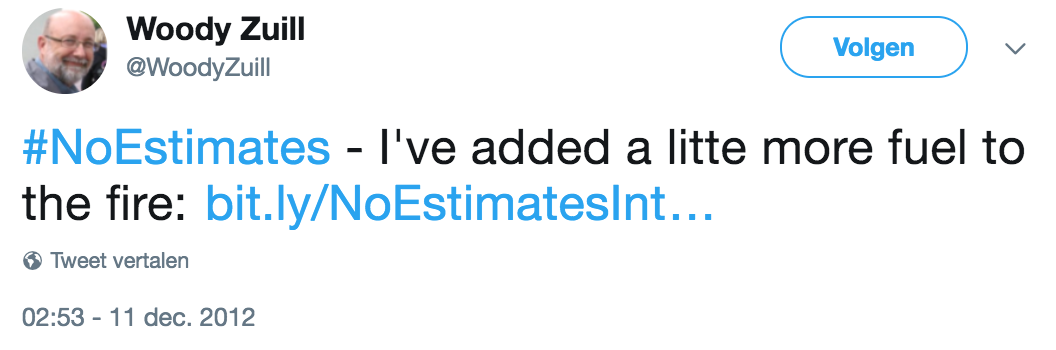 Woody Zuill
@WoodyZuill
Volgen
#NoEstimates - I've added a litte more fuel to
the fire: bit.ly/NoEstimatesInt…
Tweet vertalen
02:53 - 11 dec. 2012